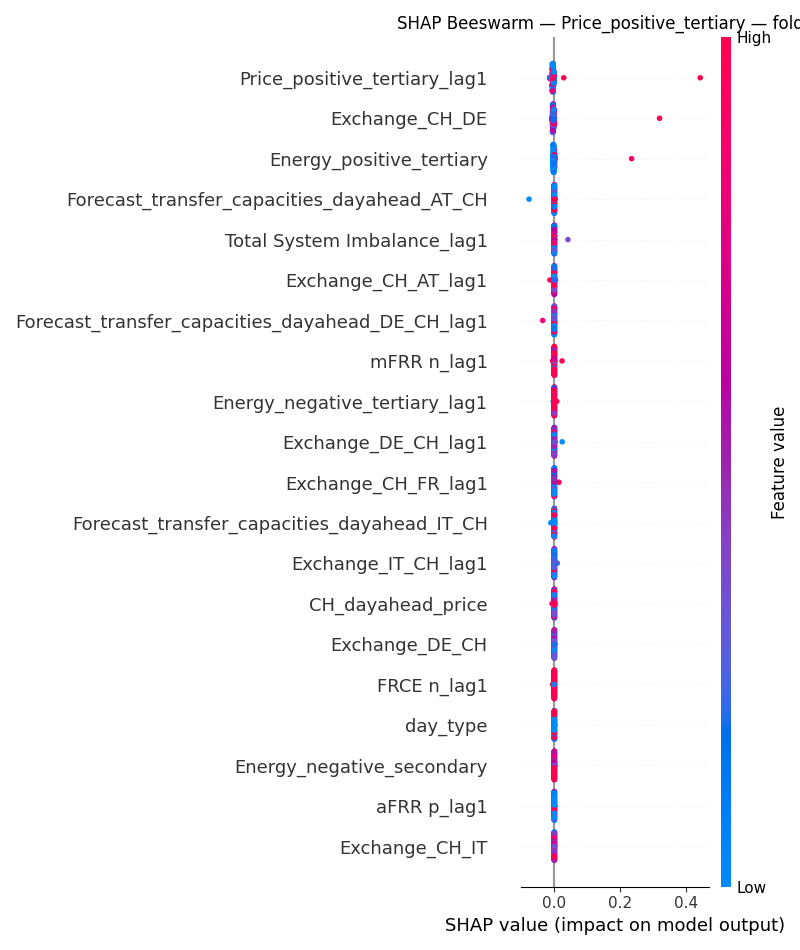 SHAP Beeswarm — Price_positive_tertiary — fold
High
Price_positive_tertiary_lag1
Exchange_CH_DE
Energy_positive_tertiary
Forecast_transfer_capacities_dayahead_AT_CH
Total System Imbalance_lag1
Exchange_CH_AT_lag1
Forecast_transfer_capacities_dayahead_DE_CH_lag1
mFRR n_lag1
Energy_negative_tertiary_lag1
Exchange_DE_CH_lag1
Exchange_CH_FR_lag1
Forecast_transfer_capacities_dayahead_IT_CH
Exchange_IT_CH_lag1
CH_dayahead_price
Exchange_DE_CH
FRCE n_lag1
day_type
Energy_negative_secondary
aFRR p_lag1
Exchange_CH_IT
Feature value
Low
0.0 0.2 0.4
SHAP value (impact on model output)